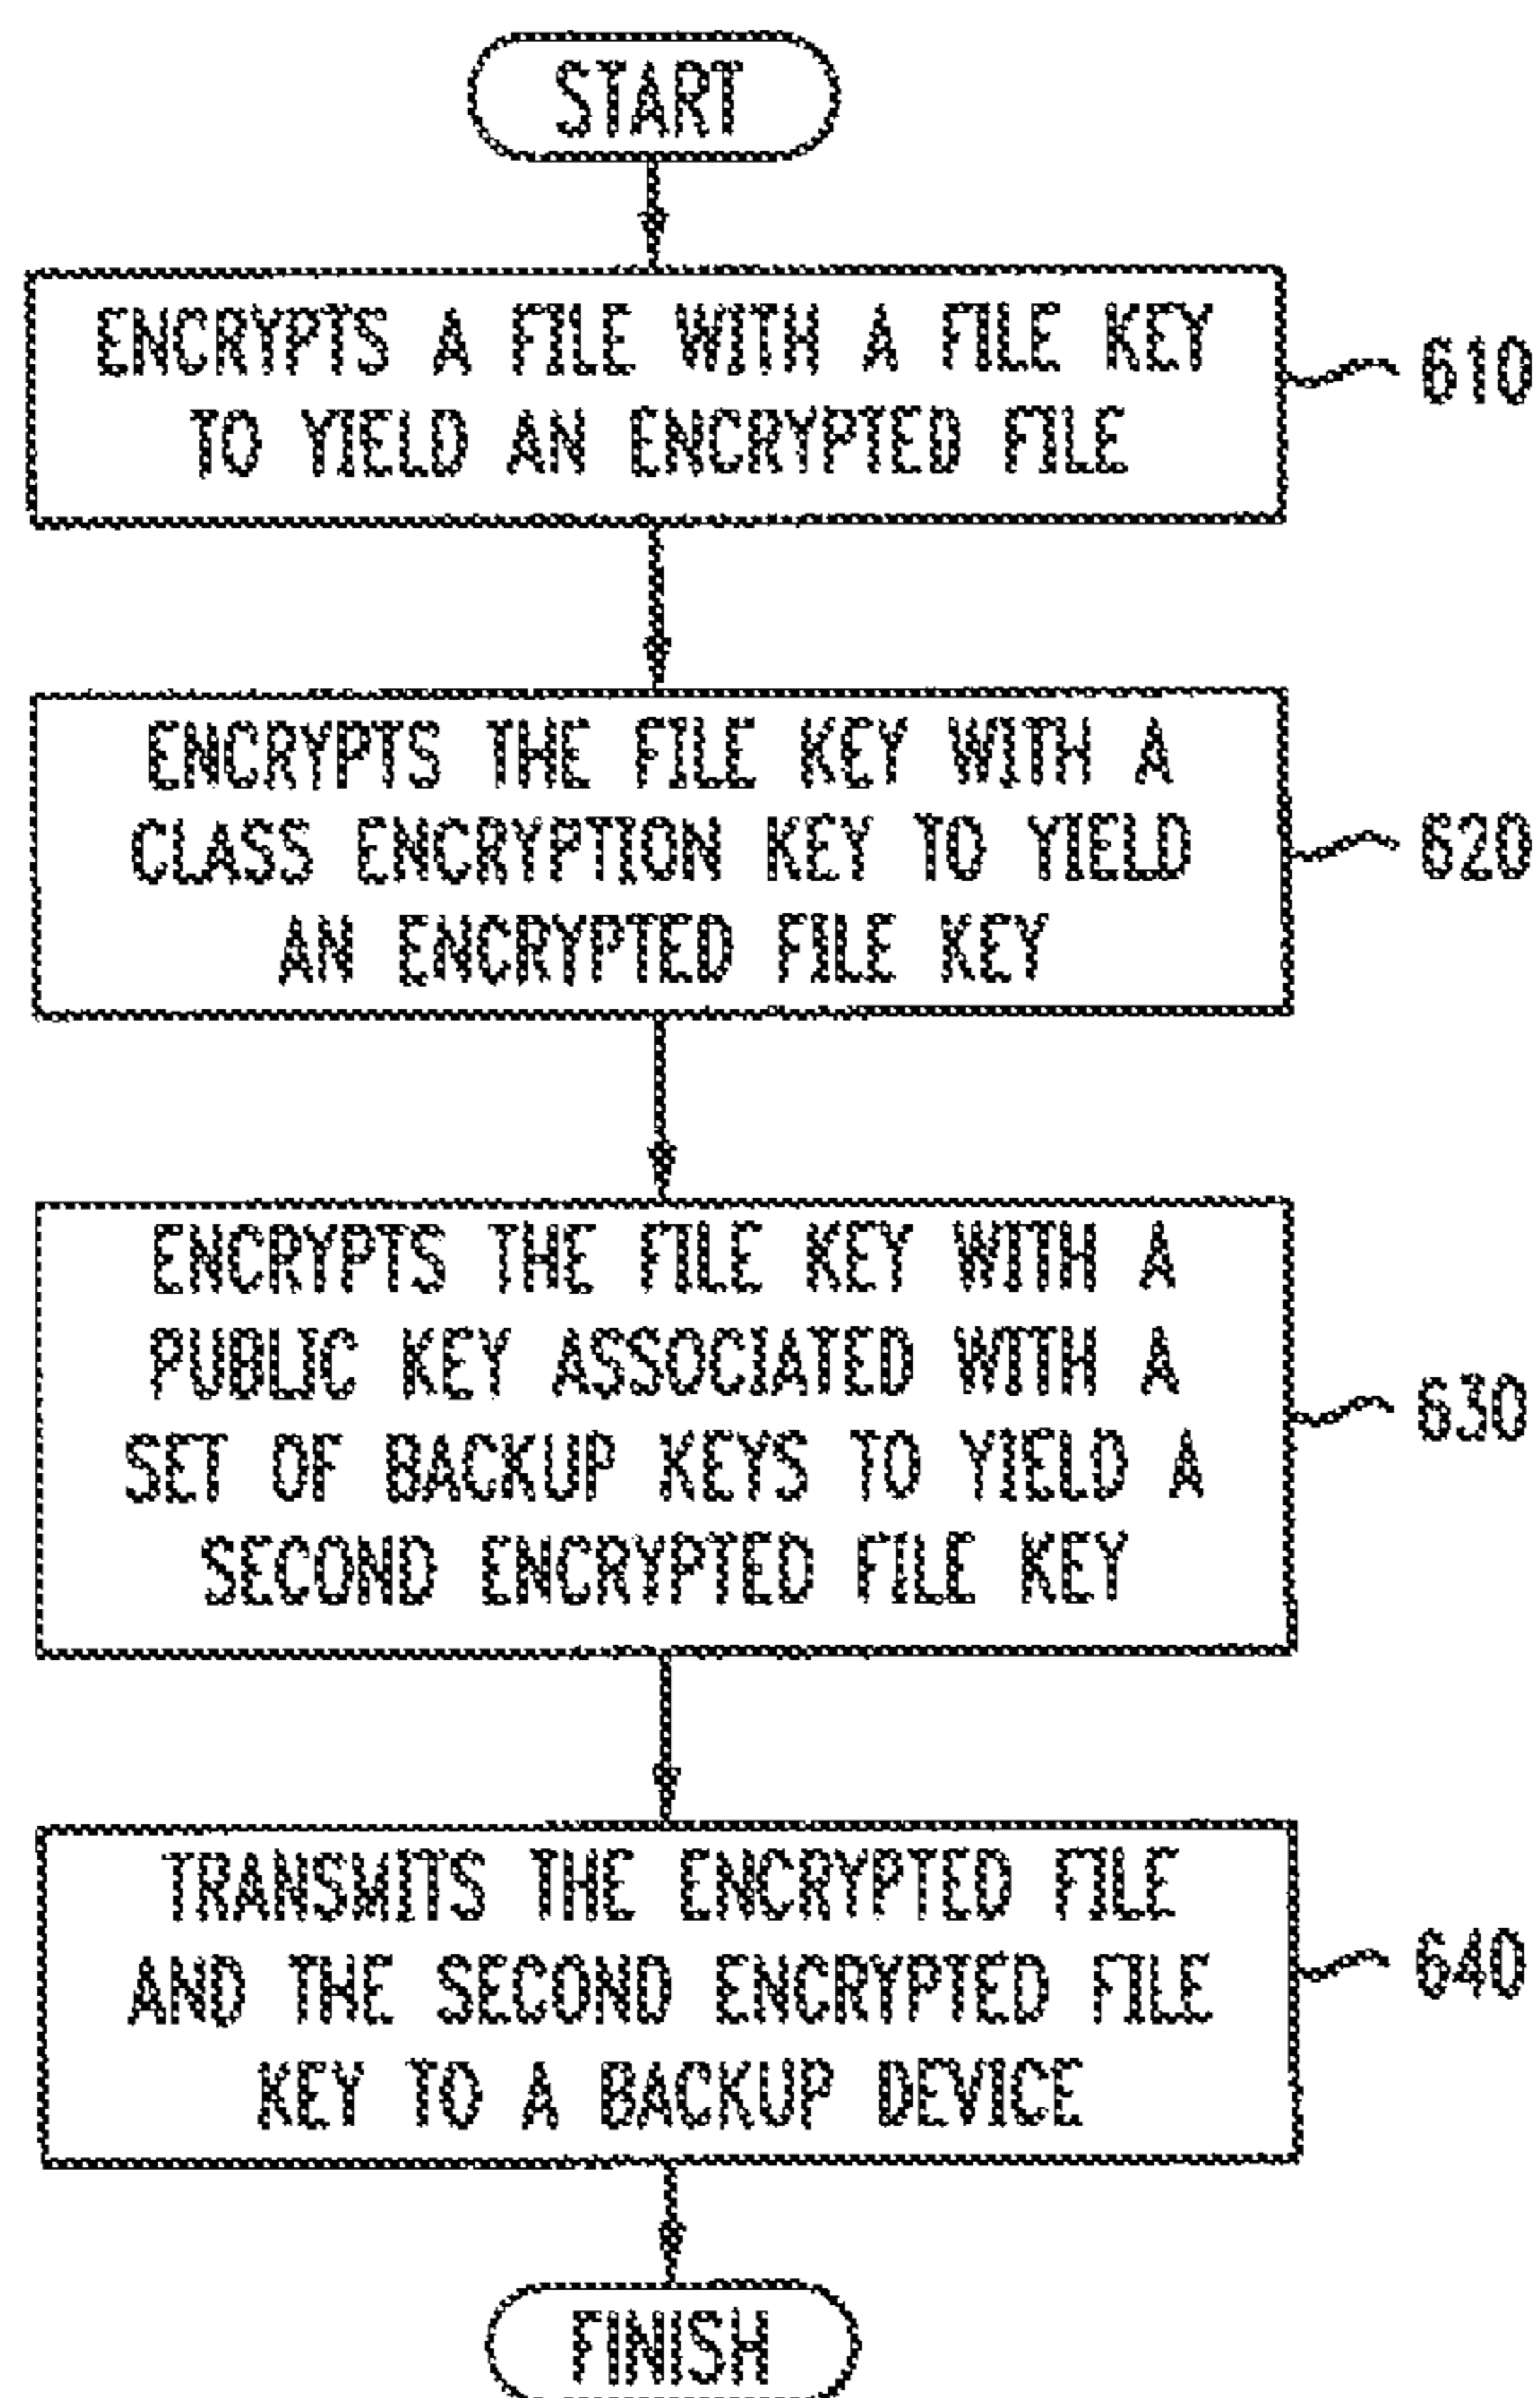 START
ENCRYPTS A FILE WITH A FILE KEY
TO YIELD AN ENCRYPTED FILE
610
ENCRYPTS THE FILE KEY WITH A
CLASS ENCRYPTION KEY TO YIELD
AN ENCRYPTED FILE KEY
620
ENCRYPTS THE FILE KEY WITH A
PUBLIC KEY ASSOCIATED WITH A
SET OF BACKUP KEYS TO YIELD A
SECOND ENCRYPTED FILE KEY
630
TRANSMITS THE ENCRYPTED FILE
AND THE SECOND ENCRYPTED FILE
KEY TO A BACKUP DEVICE
640
FINISH